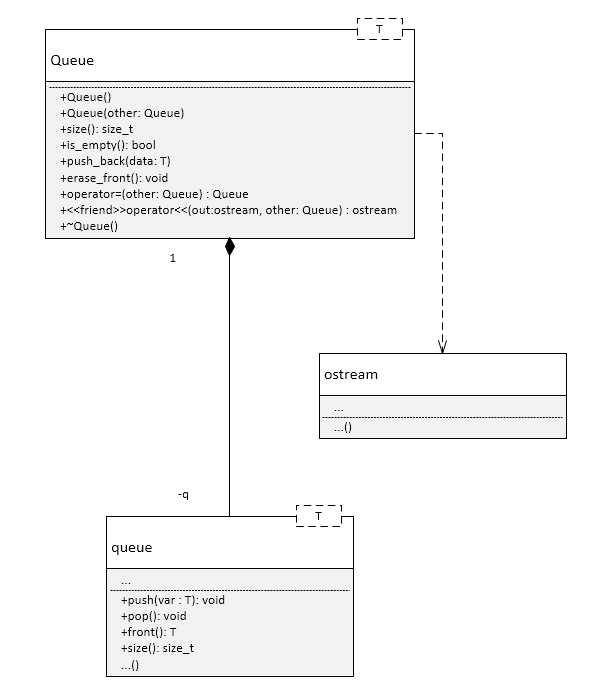 T
Queue
+Queue()
+Queue(other: Queue)
+size(): size_t
+is_empty(): bool
+push_back(data: T)
+erase_front(): void
+operator=(other: Queue) : Queue
+<<friend>>operator<<(out:ostream, other: Queue) : ostream
+~Queue()
1
ostream
...
...()
-q
T
queue
...
+push(var : T): void
+pop(): void
+front(): T
+size(): size_t
...()